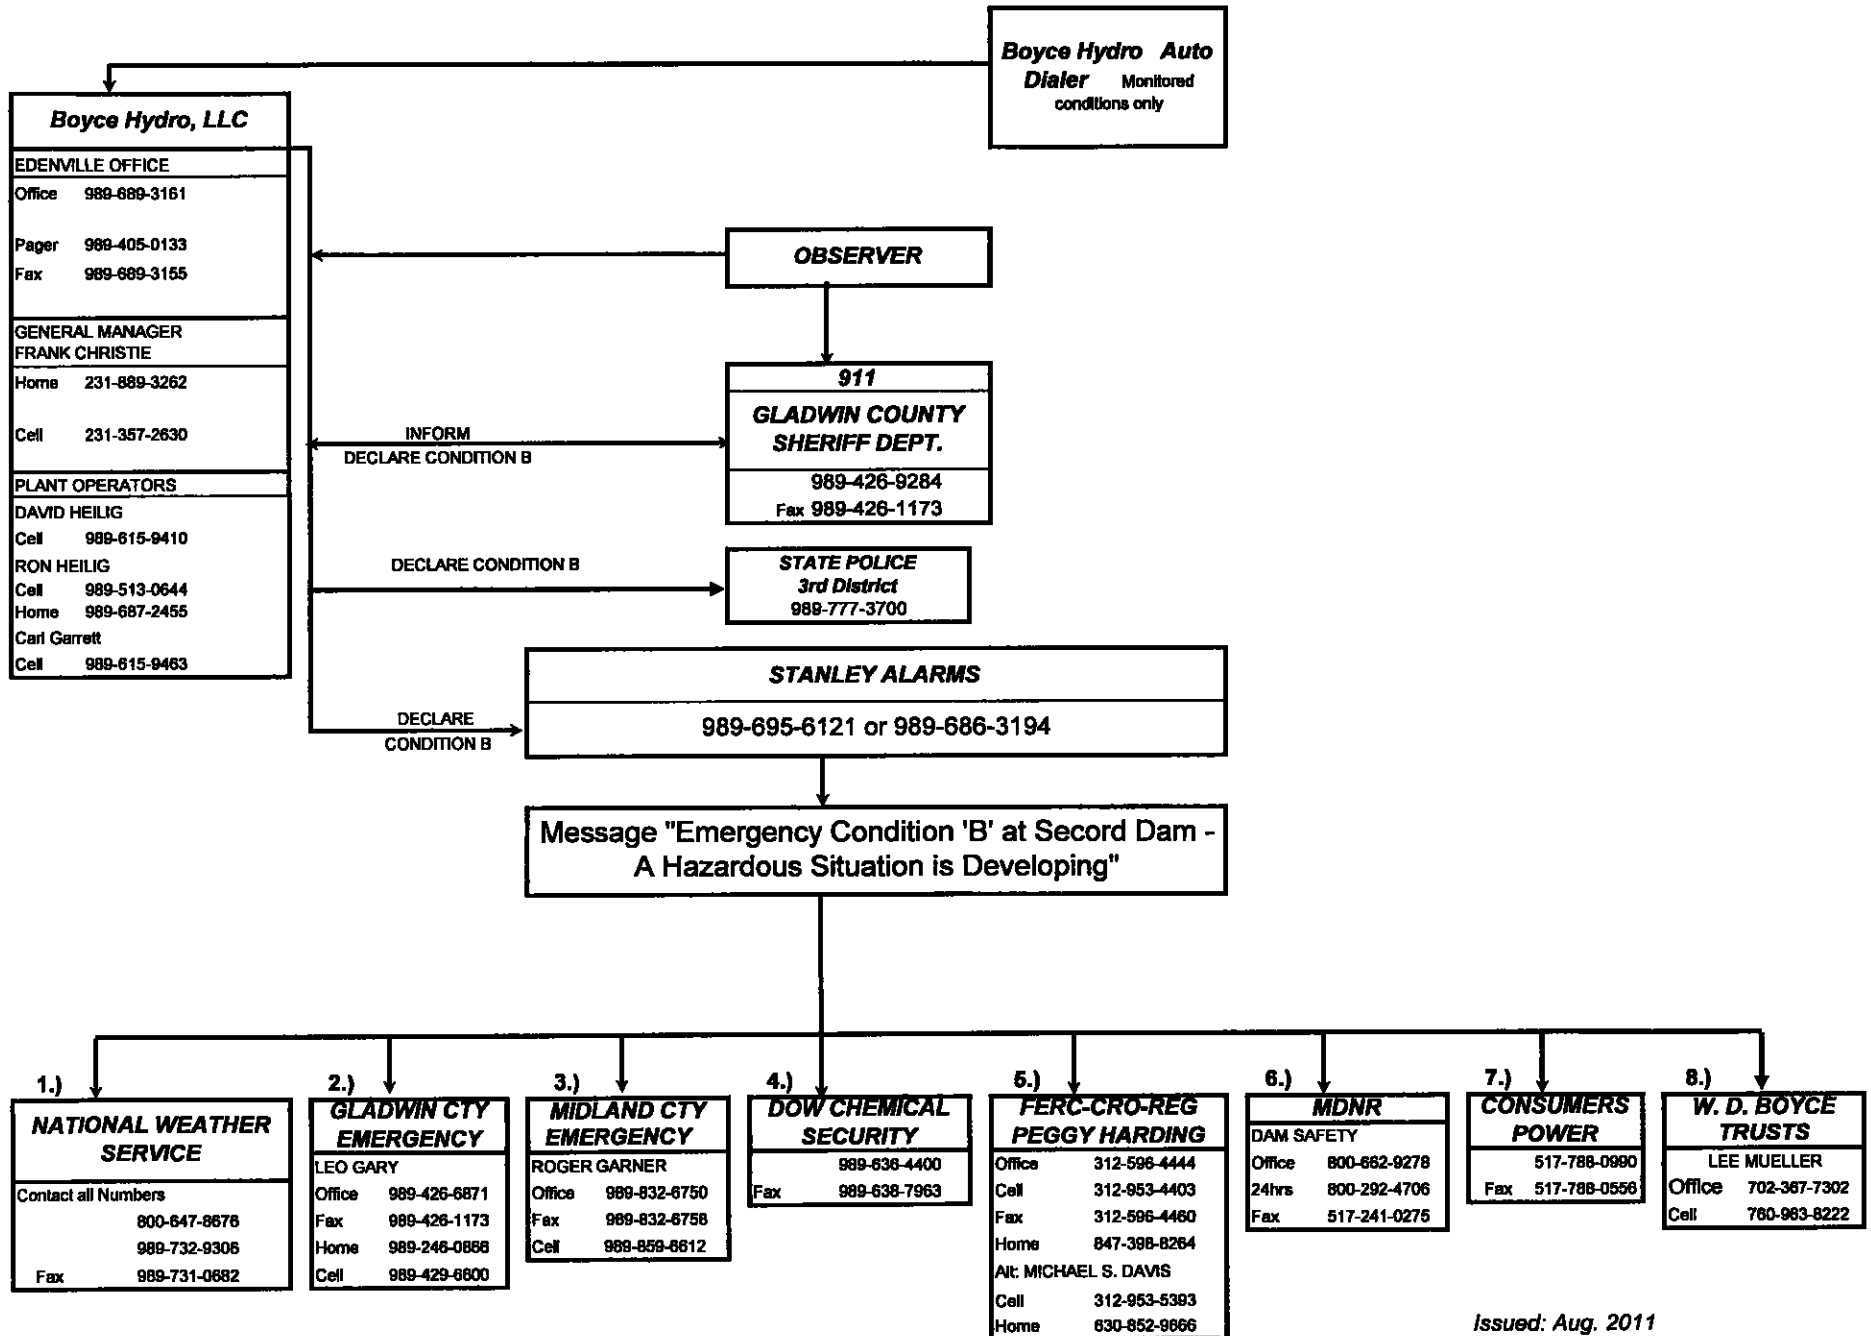 Boyce Hydro Auto
Dialer Monitored
conditions only
Boyce Hydro, LLC
EDENVILLE OFFICE
Office 989-689-3161
Pager 989-405-0133
Fax 989-689-3155
GENERAL MANAGER
FRANK CHRISTIE
Home 231-889-3262
Cell 231-357-2630
PLANT OPERATORS
DAVID HEILIG
Cell 989-615-9410
RON HEILIG
Cell 989-513-0644
Home 989-687-2455
Carl Garrett
Cell 989-615-9463
OBSERVER
911
GLADWIN COUNTY
SHERIFF DEPT.
989-426-9284
Fax 989-426-1173
INFORM
DECLARE CONDITION B
DECLARE CONDITION B
STATE POLICE
3rd District
989-777-3700
DECLARE
CONDITION B
STANLEY ALARMS
989-695-6121 or 989-686-3194
Message "Emergency Condition 'B' at Secord Dam -
A Hazardous Situation is Developing"
1.)
NATIONAL WEATHER
SERVICE
Contact all Numbers
800-647-8676
989-732-9306
Fax 989-731-0682
2.)
GLADWIN CTY
EMERGENCY
LEO GARY
Office 989-426-6871
Fax 989-426-1173
Home 989-246-0866
Cell 989-429-6600
3.)
MIDLAND CTY
EMERGENCY
ROGER GARNER
Office 989-832-6750
Fax 989-832-6758
Cell 989-859-6612
4.)
DOW CHEMICAL
SECURITY
989-636-4400
Fax 989-638-7963
5.)
FERC-CRO-REG
PEGGY HARDING
Office 312-596-4444
Cell 312-953-4403
Fax 312-596-4460
Home 847-398-8264
Alt: MICHAEL S. DAVIS
Cell 312-953-5393
Home 630-852-9866
6.)
MDNR
DAM SAFETY
Office 800-662-9278
24hrs 800-292-4706
Fax 517-241-0275
7.)
CONSUMERS
POWER
517-788-0990
Fax 517-788-0556
8.)
W. D. BOYCE
TRUSTS
LEE MUELLER
Office 702-367-7302
Cell 760-963-8222
Issued: Aug. 2011